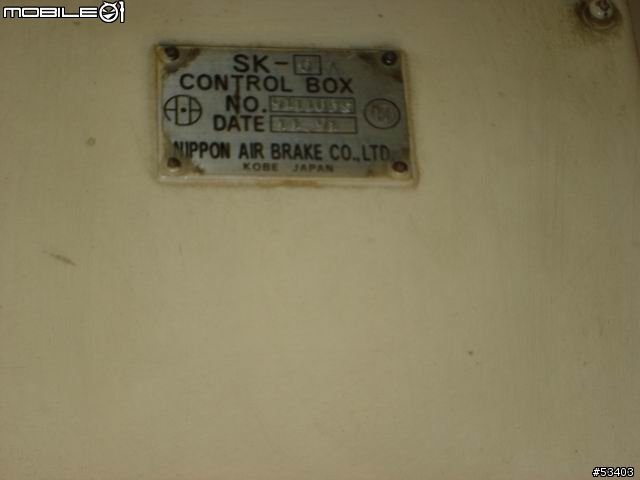 MOBILE01
SK-
CONTROL BOX
NO.
DATE
NIPPON AIR BRAKE CO., LTD.
KOBE JAPAN
#53403